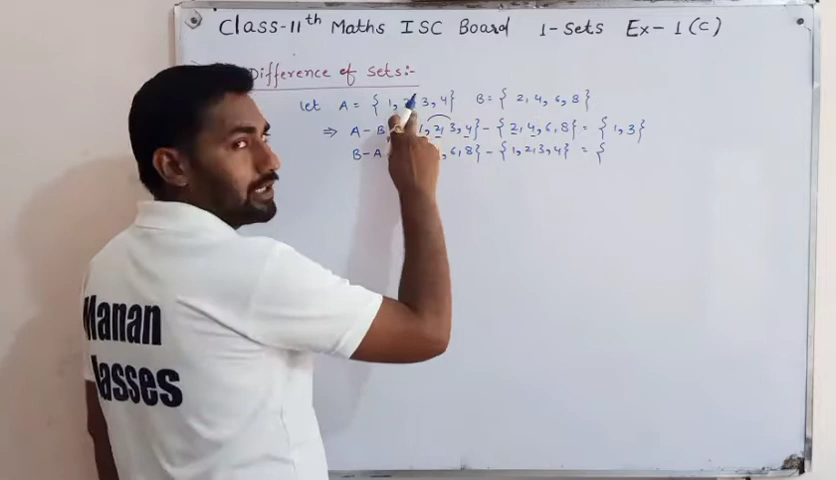 Class-11th Maths ISC Board 1-Sets Ex-1(c)
Difference of Sets:-
let A = { 1, 2, 3, 4} B = { 2, 4, 6, 8}
⇒ A - B 1, 2, 3, 4} - { 2, 4, 6, 8} = { 1, 3}
B - A , 6, 8} - { 1, 2, 3, 4} = {
Manan
lasses